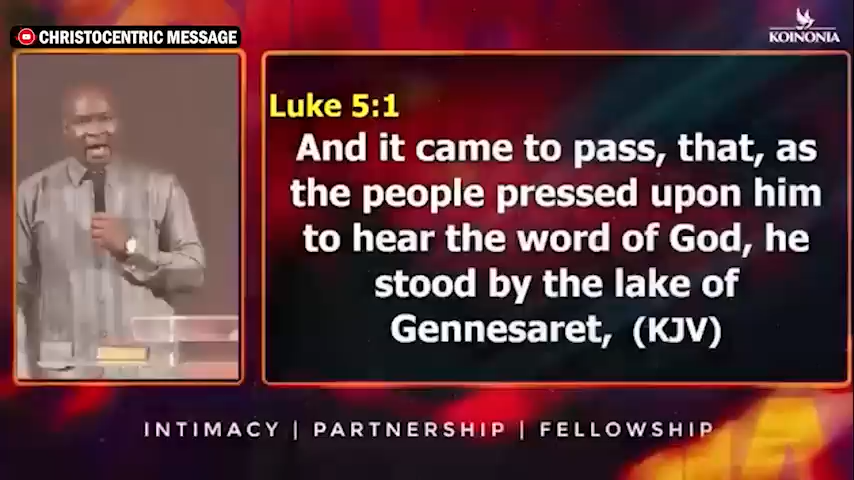 CHRISTOCENTRIC MESSAGE
KOINONIA
Luke 5:1
And it came to pass, that, as
the people pressed upon him
to hear the word of God, he
stood by the lake of
Gennesaret, (KJV)
INTIMACY | PARTNERSHIP | FELLOWSHIP